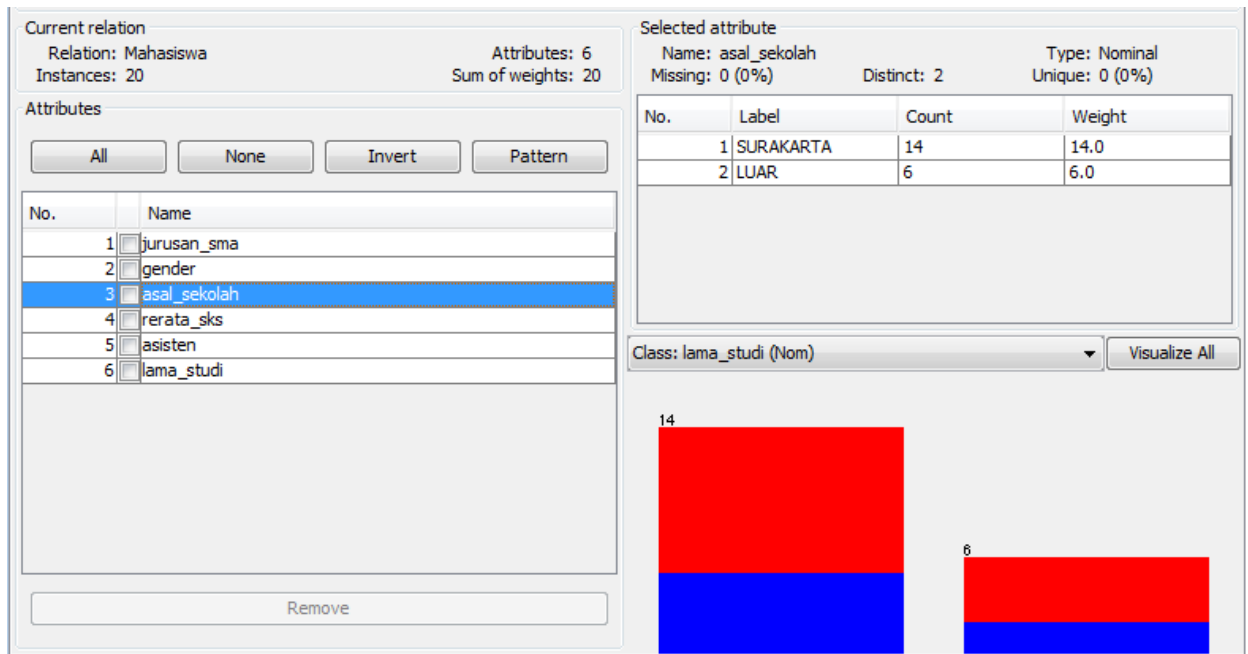 Current relation
Relation: Mahasiswa Attributes: 6
Instances: 20 Sum of weights: 20
Attributes
All None Invert Pattern
No. Name
1 jurusan_sma
2 gender
3 asal_sekolah
4 rerata_sks
5 asisten
6 lama_studi
Remove
Selected attribute
Name: asal_sekolah Type: Nominal
Missing: 0 (0%) Distinct: 2 Unique: 0 (0%)
No. Label Count Weight
1 SURAKARTA 14 14.0
2 LUAR 6 6.0
Class: lama_studi (Nom) Visualize All
14
6